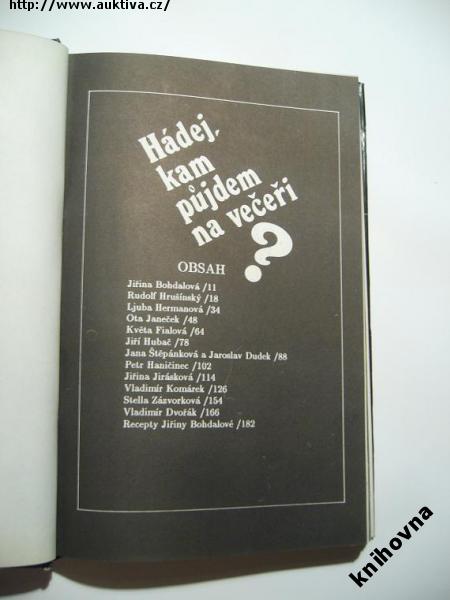 http://www.auktiva.cz/
Hádej,
kam
půjdem
na večeři
?
OBSAH
Jiřina Bohdalová /11
Rudolf Hrušínský /18
Ljuba Hermanová /34
Ota Janeček /48
Květa Fialová /64
Jiří Hubač /78
Jana Štěpánková a Jaroslav Dudek /88
Petr Haničinec /102
Jiřina Jirásková /114
Vladimír Komárek /126
Stella Zázvorková /154
Vladimír Dvořák /166
Recepty Jiřiny Bohdalové /182
knihovna